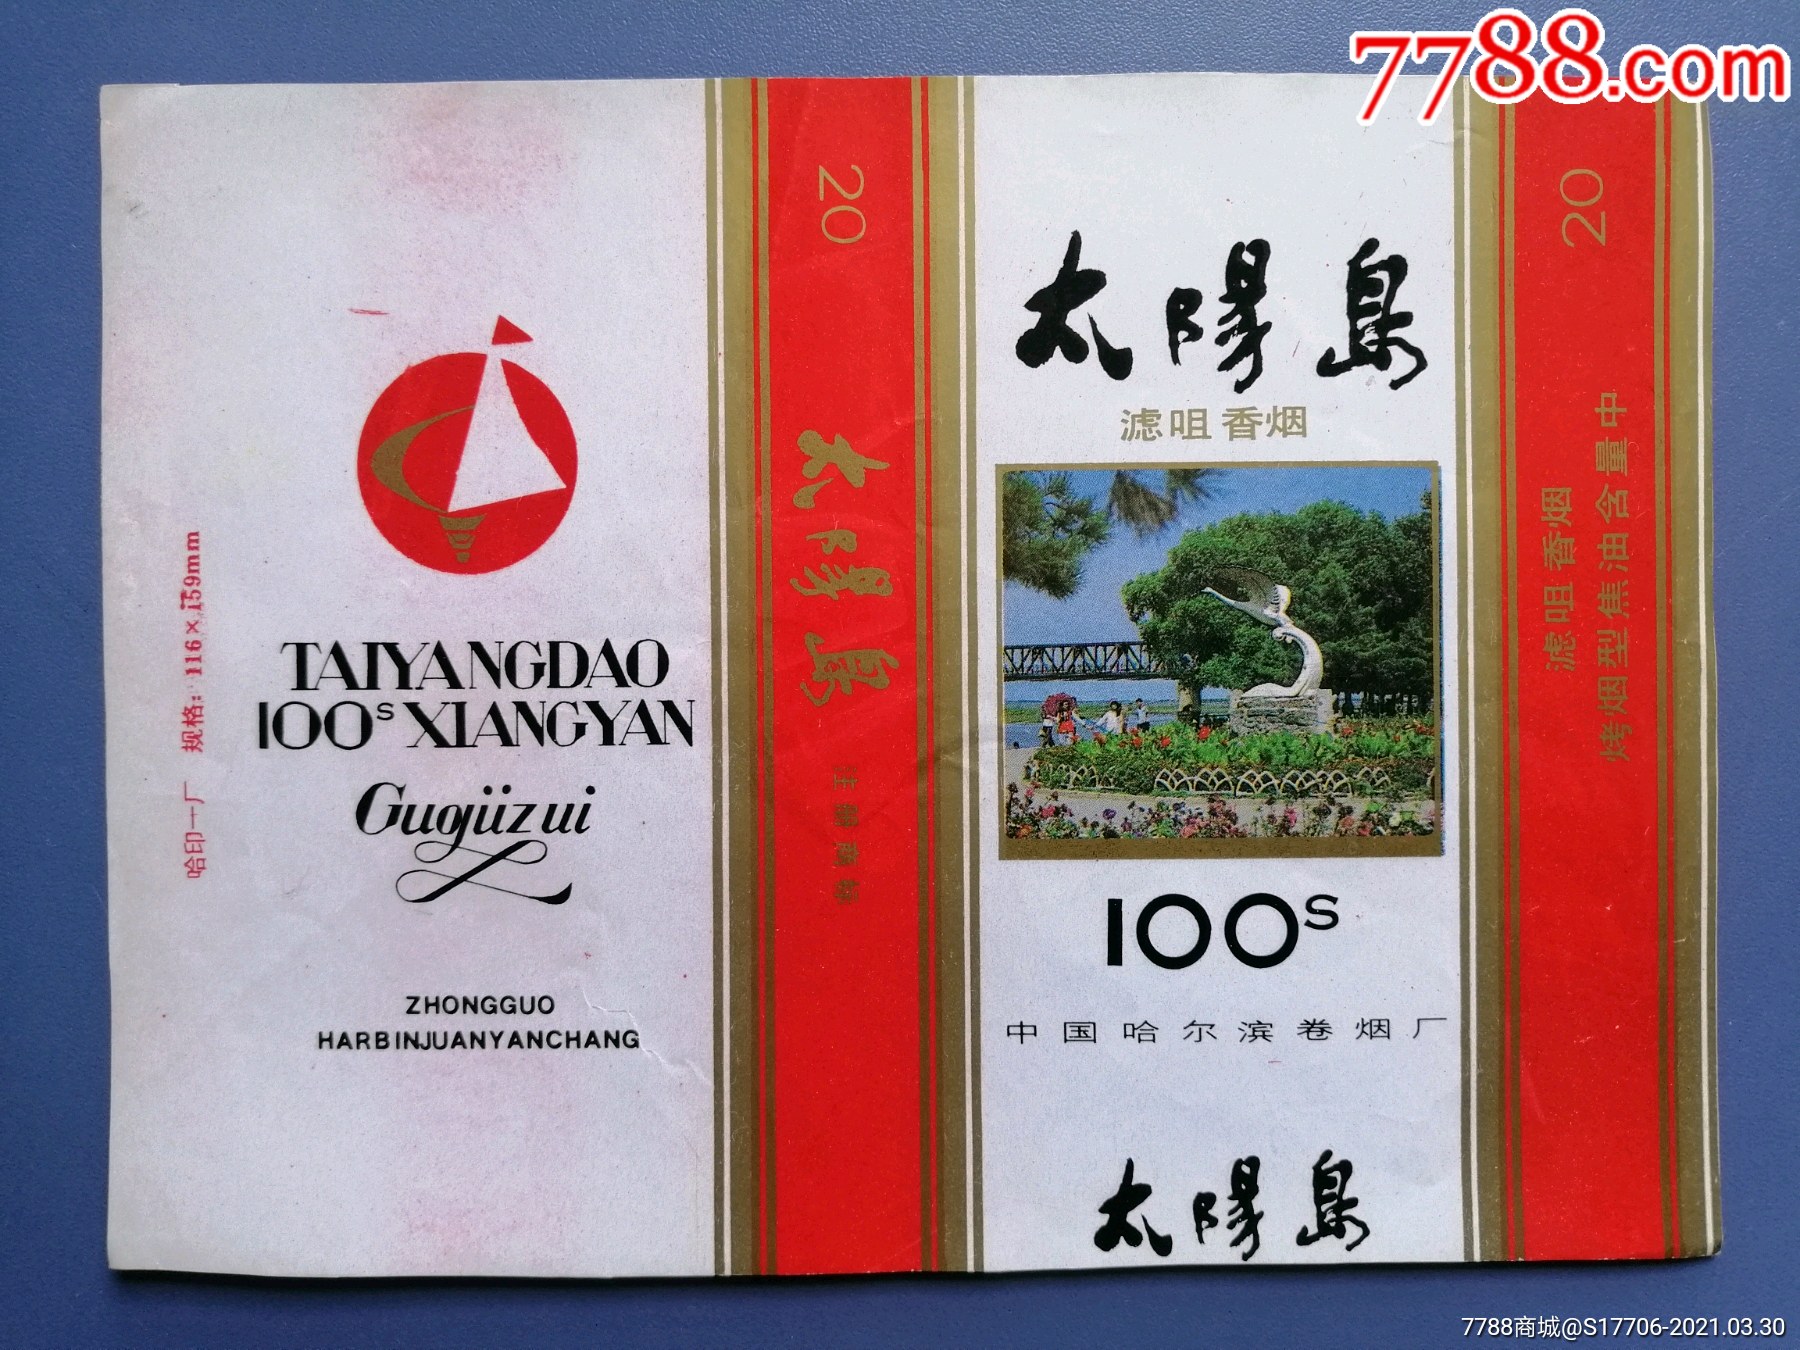 7788.com
哈印一厂 规格:116×159mm
TAIYANGDAO
100s XIANGYAN
Guojüzui
ZHONGGUO
HARBINJUANYANCHANG
20
太陽島
注册商标
太陽島
滤咀香烟
100s
中国哈尔滨卷烟厂
太陽島
20
滤咀香烟
烤烟型焦油含量中
7788商城@S17706-2021.03.30